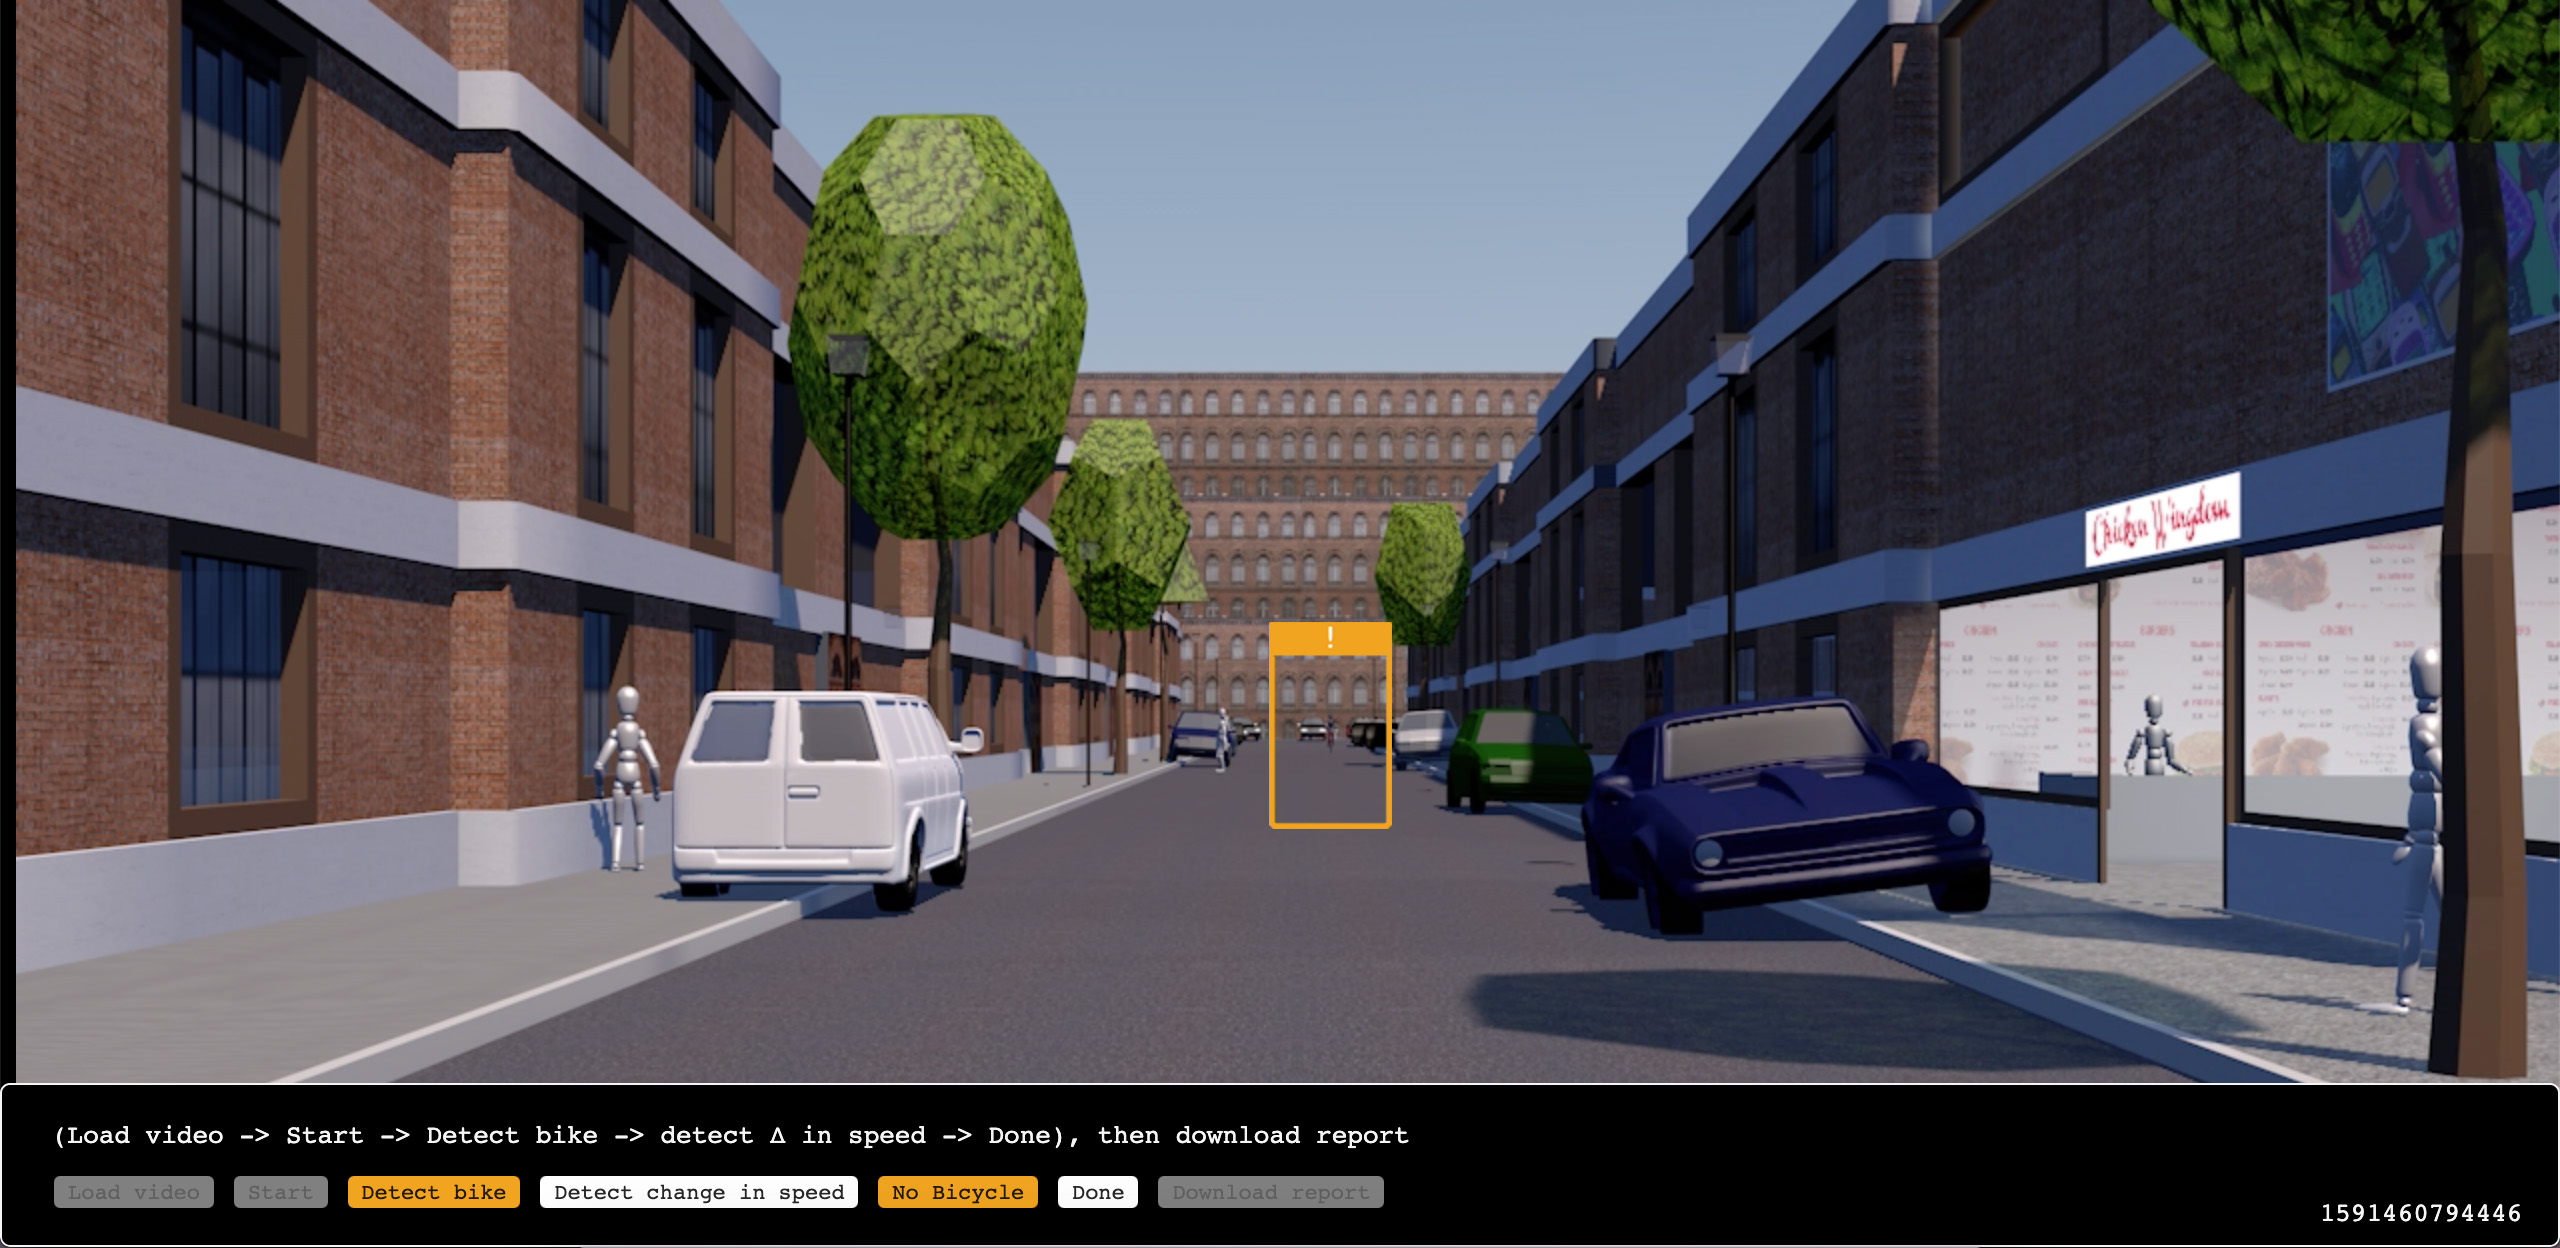 Chicken Wingdom
!
(Load video -> Start -> Detect bike -> detect Δ in speed -> Done), then download report
Load video Start Detect bike Detect change in speed No Bicycle Done Download report
1591460794446